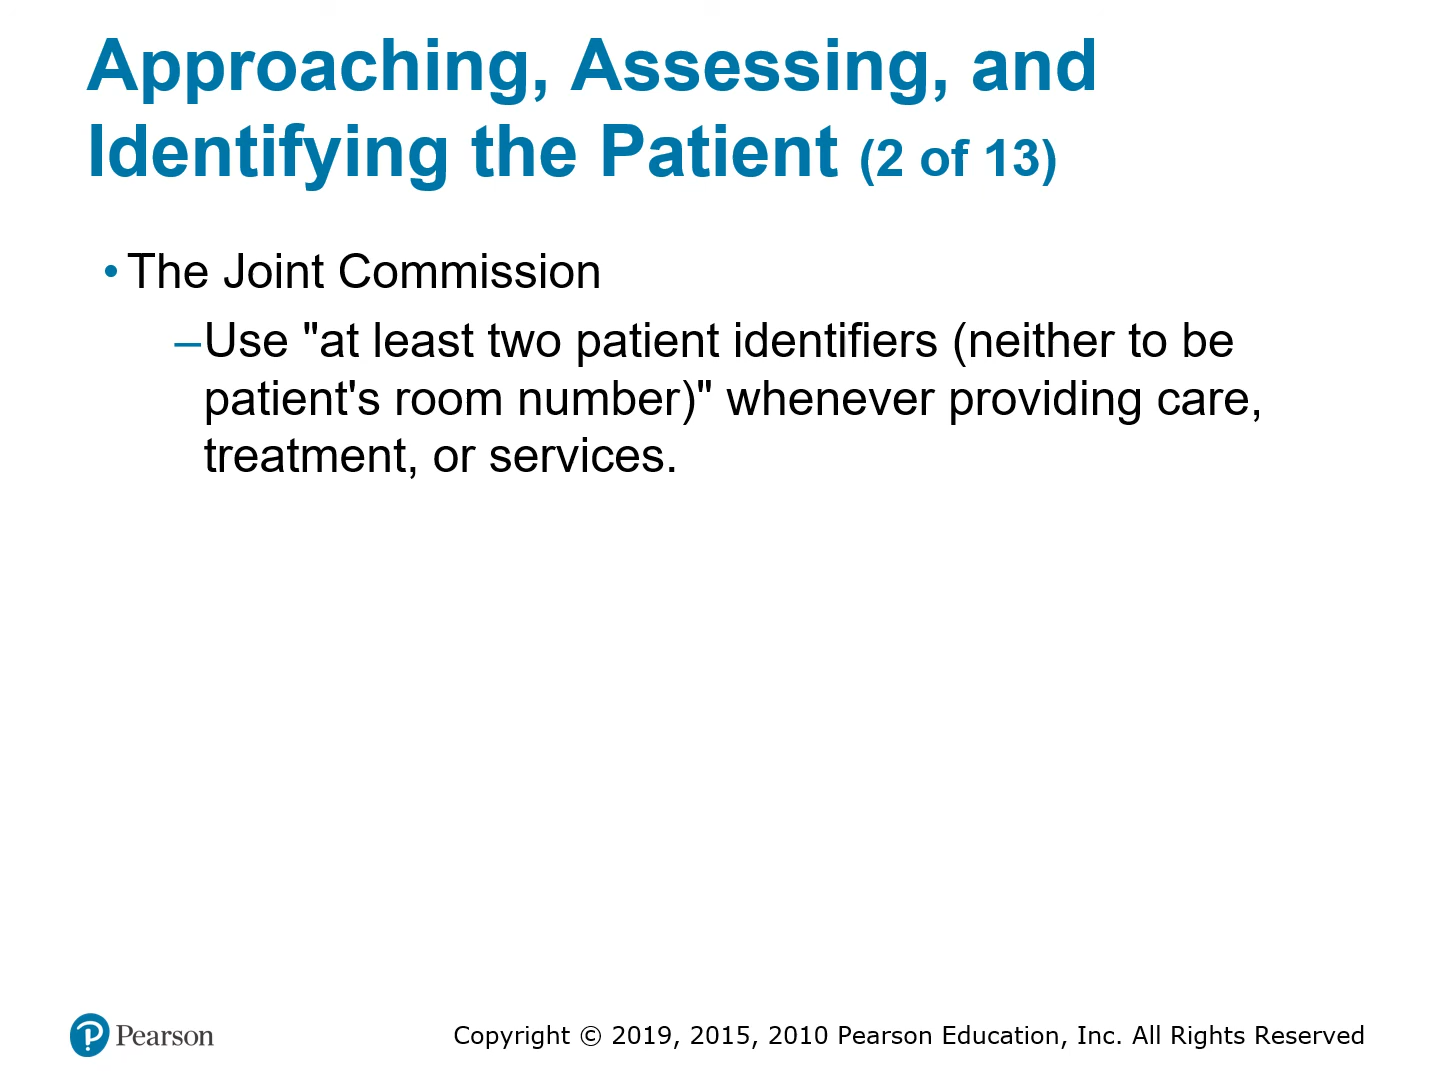 Approaching, Assessing, and
Identifying the Patient (2 of 13)
• The Joint Commission
–Use "at least two patient identifiers (neither to be
patient's room number)" whenever providing care,
treatment, or services.
Pearson
Copyright © 2019, 2015, 2010 Pearson Education, Inc. All Rights Reserved